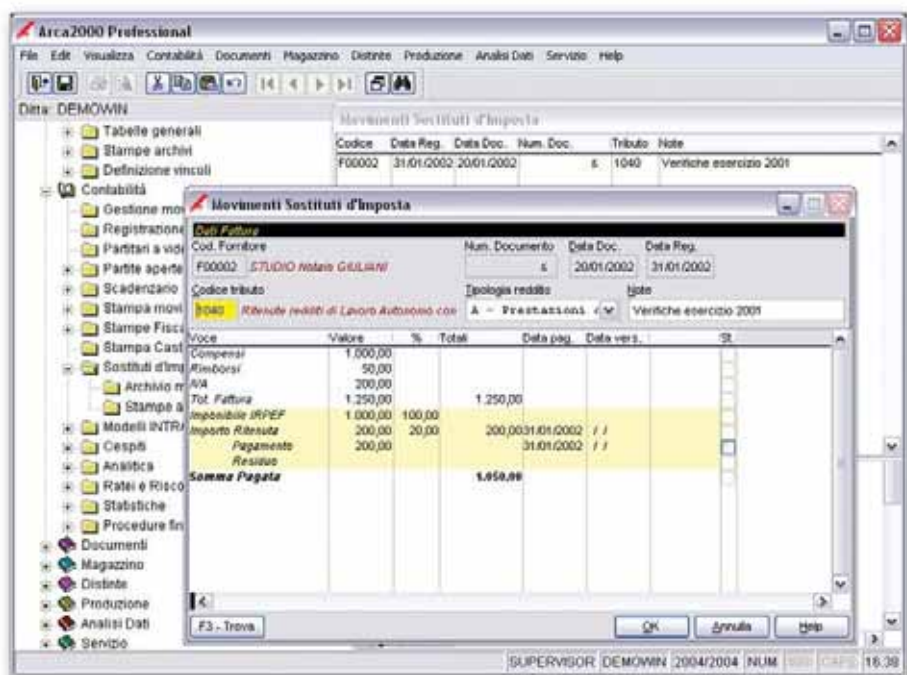 Arca2000 Professional
File Edit Visualizza Contabilità Documenti Magazzino Distinte Produzione Analisi Dati Servizio Help
Ditta: DEMOWIN
Tabelle generali
Stampe archivi
Definizione vincoli
Contabilità
Gestione mo
Registrazione
Partitari a vide
Partite aperte
Scadenzario
Stampa movi
Stampe Fisca
Stampa Cast
Sostituti d'Imp
Archivio m
Stampe a
Modelli INTRA
Cespiti
Analitica
Ratei e Risco
Statistiche
Procedure fin
Documenti
Magazzino
Distinte
Produzione
Analisi Dati
Servizio
Movimenti Sostituti d'Imposta
Codice Data Reg. Data Doc. Num. Doc. Tributo Note
F00002 31/01/2002 20/01/2002 s 1040 Verifiche esercizio 2001
Movimenti Sostituti d'Imposta
Dati Fattura
Cod. Fornitore Num. Documento Data Doc. Data Reg.
F00002 STUDIO Notaio GIULIANI s 20/01/2002 31/01/2002
Codice tributo Tipologia reddito Note
1040 Ritenute redditi di Lavoro Autonomo con A - Prestazioni Verifiche esercizio 2001
Voce Valore % Totali Data pag. Data vers. St.
Compensi 1.000,00
Rimborsi 50,00
IVA 200,00
Tot. Fattura 1.250,00 1.250,00
Imponibile IRPEF 1.000,00 100,00
Importo Ritenuta 200,00 20,00 200,00 31/01/2002 / /
Pagamento 200,00 31/01/2002 / /
Residuo
Somma Pagata 1.050,00
F3 - Trova OK Annulla Help
SUPERVISOR DEMOWIN 2004/2004 NUM CAPS 16.38